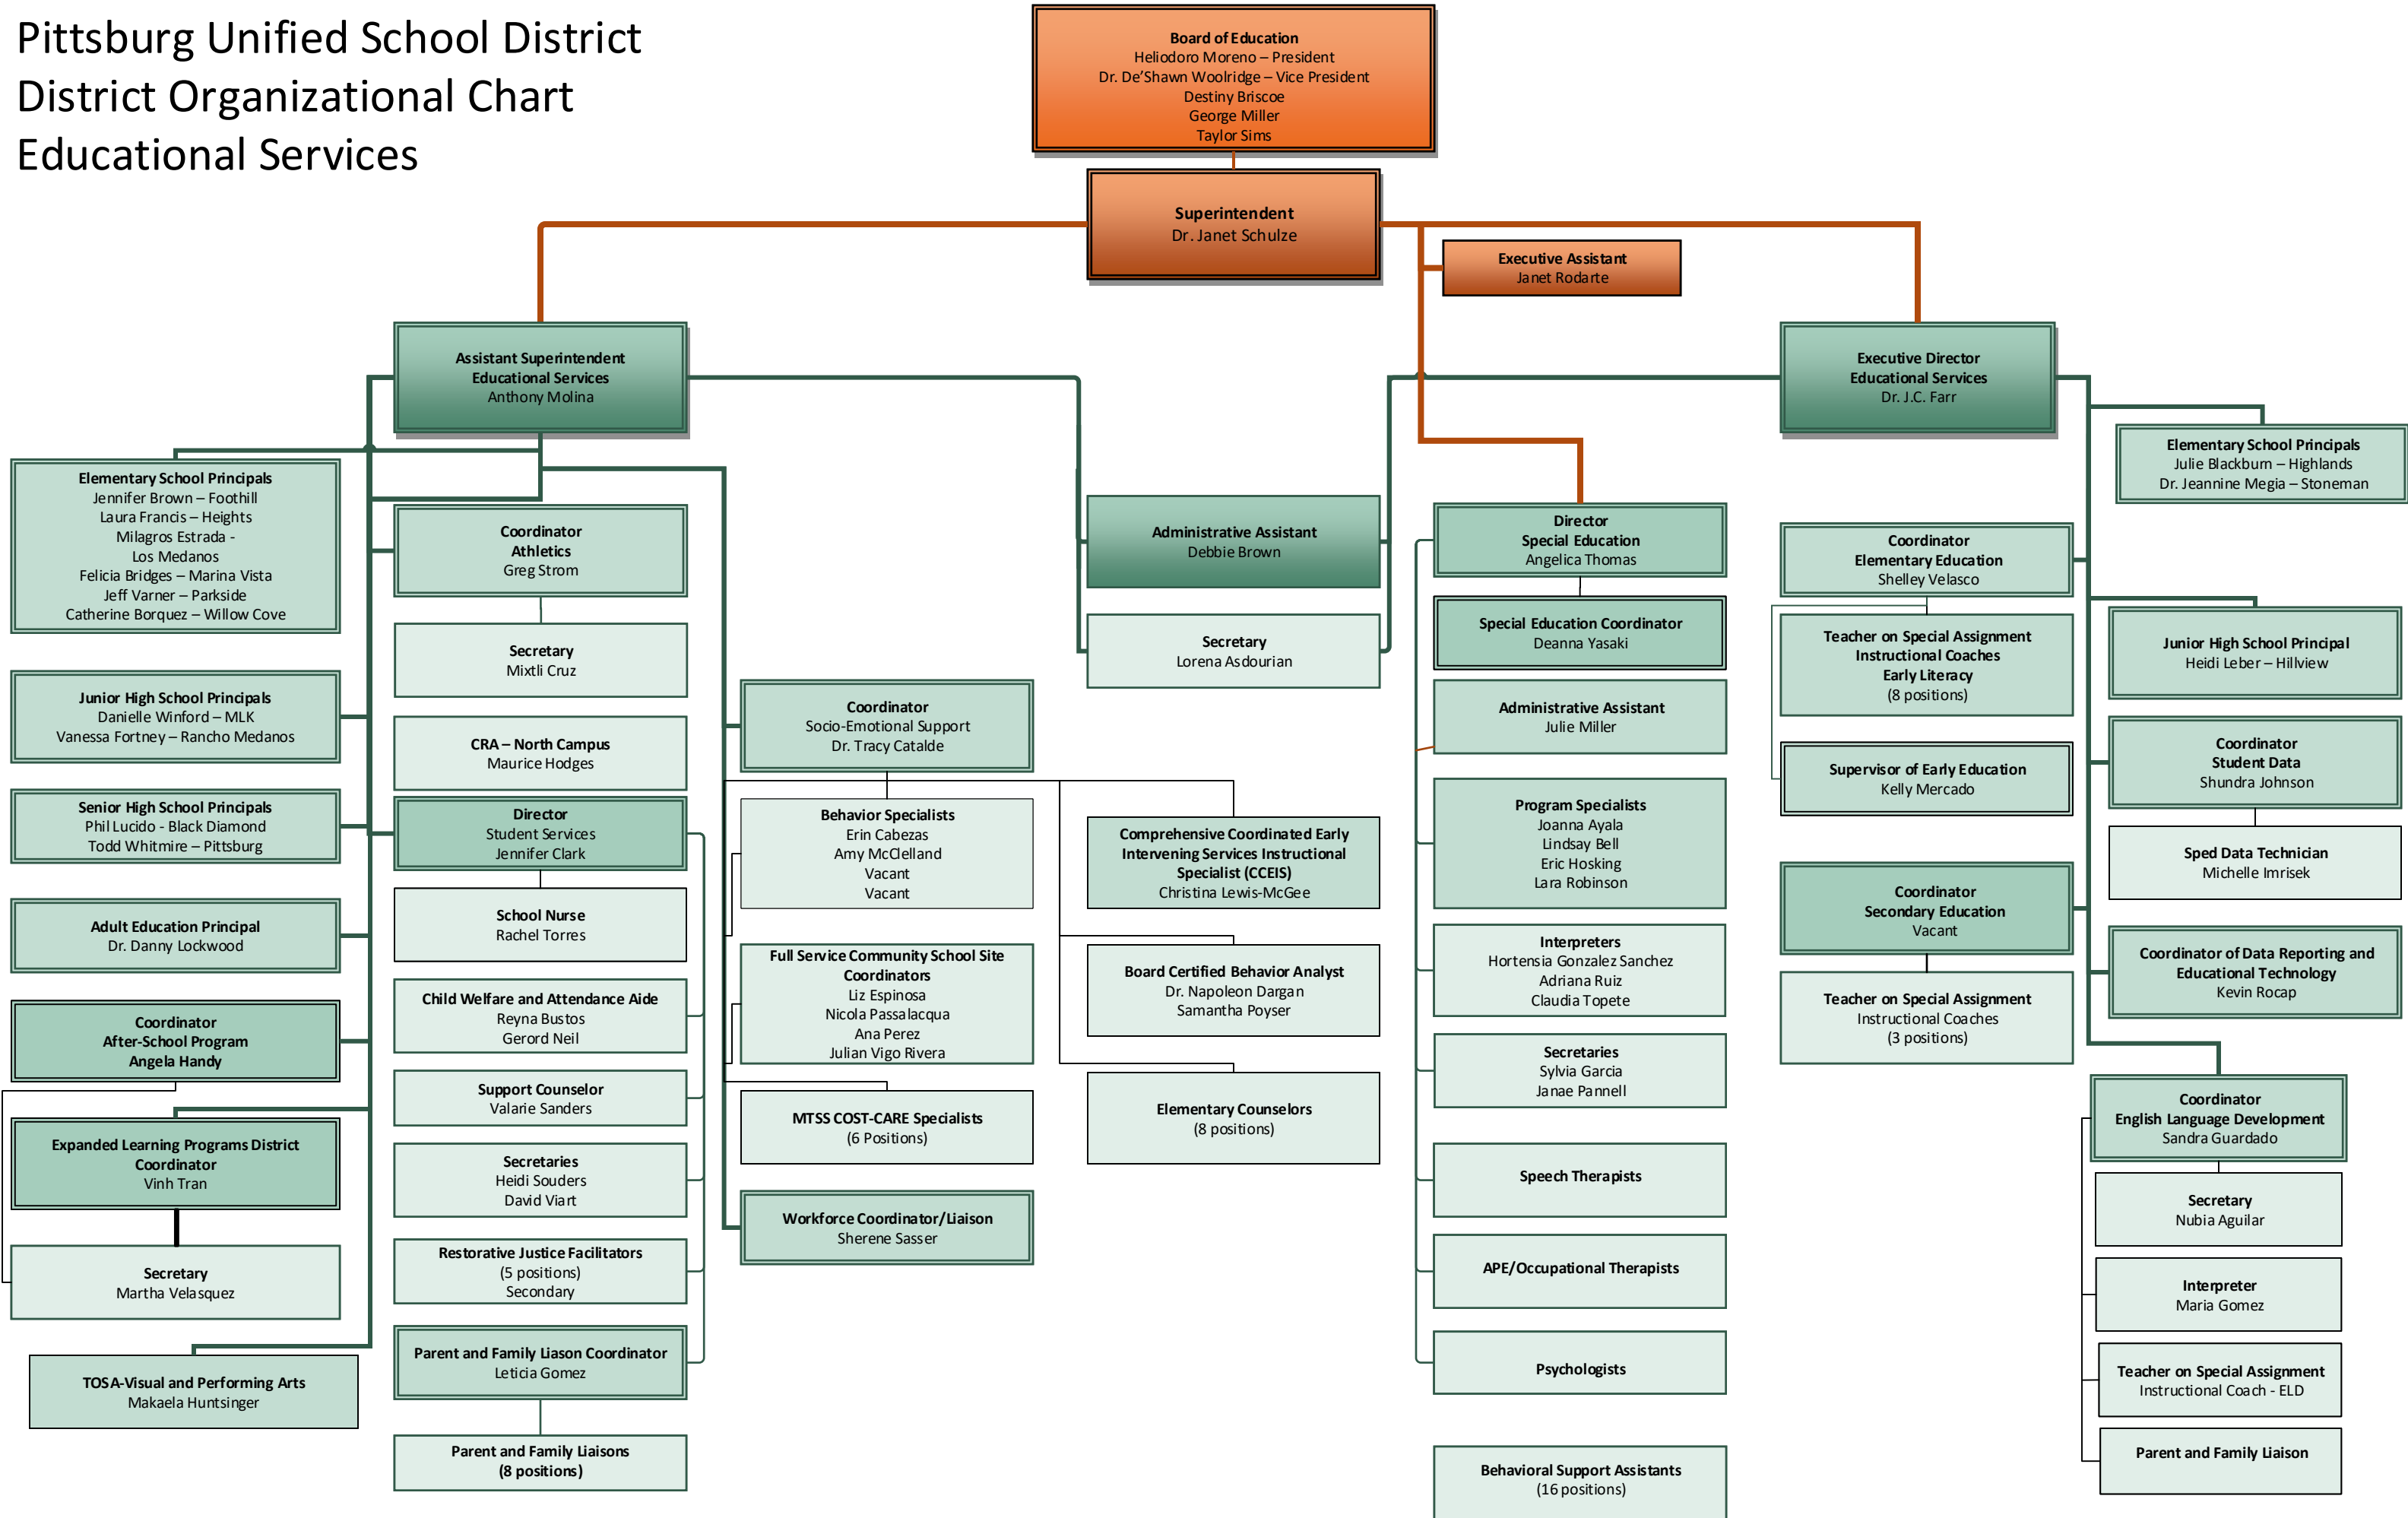 Pittsburg Unified School District
District Organizational Chart
Educational Services
Board of Education
Heliodoro Moreno – President
Dr. De’Shawn Woolridge – Vice President
Destiny Briscoe
George Miller
Taylor Sims
Superintendent
Dr. Janet Schulze
Executive Assistant
Janet Rodarte
Assistant Superintendent
Educational Services
Anthony Molina
Executive Director
Educational Services
Dr. J.C. Farr
Elementary School Principals
Jennifer Brown – Foothill
Laura Francis – Heights
Milagros Estrada -
Los Medanos
Felicia Bridges – Marina Vista
Jeff Varner – Parkside
Catherine Borquez – Willow Cove
Junior High School Principals
Danielle Winford – MLK
Vanessa Fortney – Rancho Medanos
Senior High School Principals
Phil Lucido - Black Diamond
Todd Whitmire – Pittsburg
Adult Education Principal
Dr. Danny Lockwood
Coordinator
After-School Program
Angela Handy
Expanded Learning Programs District
Coordinator
Vinh Tran
Secretary
Martha Velasquez
TOSA-Visual and Performing Arts
Makaela Huntsinger
Coordinator
Athletics
Greg Strom
Secretary
Mixtli Cruz
CRA – North Campus
Maurice Hodges
Director
Student Services
Jennifer Clark
School Nurse
Rachel Torres
Child Welfare and Attendance Aide
Reyna Bustos
Gerord Neil
Support Counselor
Valarie Sanders
Secretaries
Heidi Souders
David Viart
Restorative Justice Facilitators
(5 positions)
Secondary
Parent and Family Liason Coordinator
Leticia Gomez
Parent and Family Liaisons
(8 positions)
Coordinator
Socio-Emotional Support
Dr. Tracy Catalde
Behavior Specialists
Erin Cabezas
Amy McClelland
Vacant
Vacant
Full Service Community School Site
Coordinators
Liz Espinosa
Nicola Passalacqua
Ana Perez
Julian Vigo Rivera
MTSS COST-CARE Specialists
(6 Positions)
Workforce Coordinator/Liaison
Sherene Sasser
Administrative Assistant
Debbie Brown
Secretary
Lorena Asdourian
Comprehensive Coordinated Early
Intervening Services Instructional
Specialist (CCEIS)
Christina Lewis-McGee
Board Certified Behavior Analyst
Dr. Napoleon Dargan
Samantha Poyser
Elementary Counselors
(8 positions)
Director
Special Education
Angelica Thomas
Special Education Coordinator
Deanna Yasaki
Administrative Assistant
Julie Miller
Program Specialists
Joanna Ayala
Lindsay Bell
Eric Hosking
Lara Robinson
Interpreters
Hortensia Gonzalez Sanchez
Adriana Ruiz
Claudia Topete
Secretaries
Sylvia Garcia
Janae Pannell
Speech Therapists
APE/Occupational Therapists
Psychologists
Behavioral Support Assistants
(16 positions)
Coordinator
Elementary Education
Shelley Velasco
Teacher on Special Assignment
Instructional Coaches
Early Literacy
(8 positions)
Supervisor of Early Education
Kelly Mercado
Coordinator
Secondary Education
Vacant
Teacher on Special Assignment
Instructional Coaches
(3 positions)
Elementary School Principals
Julie Blackburn – Highlands
Dr. Jeannine Megia – Stoneman
Junior High School Principal
Heidi Leber – Hillview
Coordinator
Student Data
Shundra Johnson
Sped Data Technician
Michelle Imrisek
Coordinator of Data Reporting and
Educational Technology
Kevin Rocap
Coordinator
English Language Development
Sandra Guardado
Secretary
Nubia Aguilar
Interpreter
Maria Gomez
Teacher on Special Assignment
Instructional Coach - ELD
Parent and Family Liaison